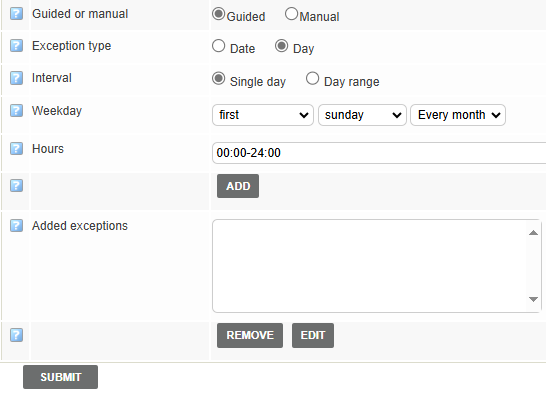 Guided or manual Guided Manual
Exception type Date Day
Interval Single day Day range
Weekday first sunday Every month
Hours 00:00-24:00
ADD
Added exceptions
REMOVE EDIT
SUBMIT